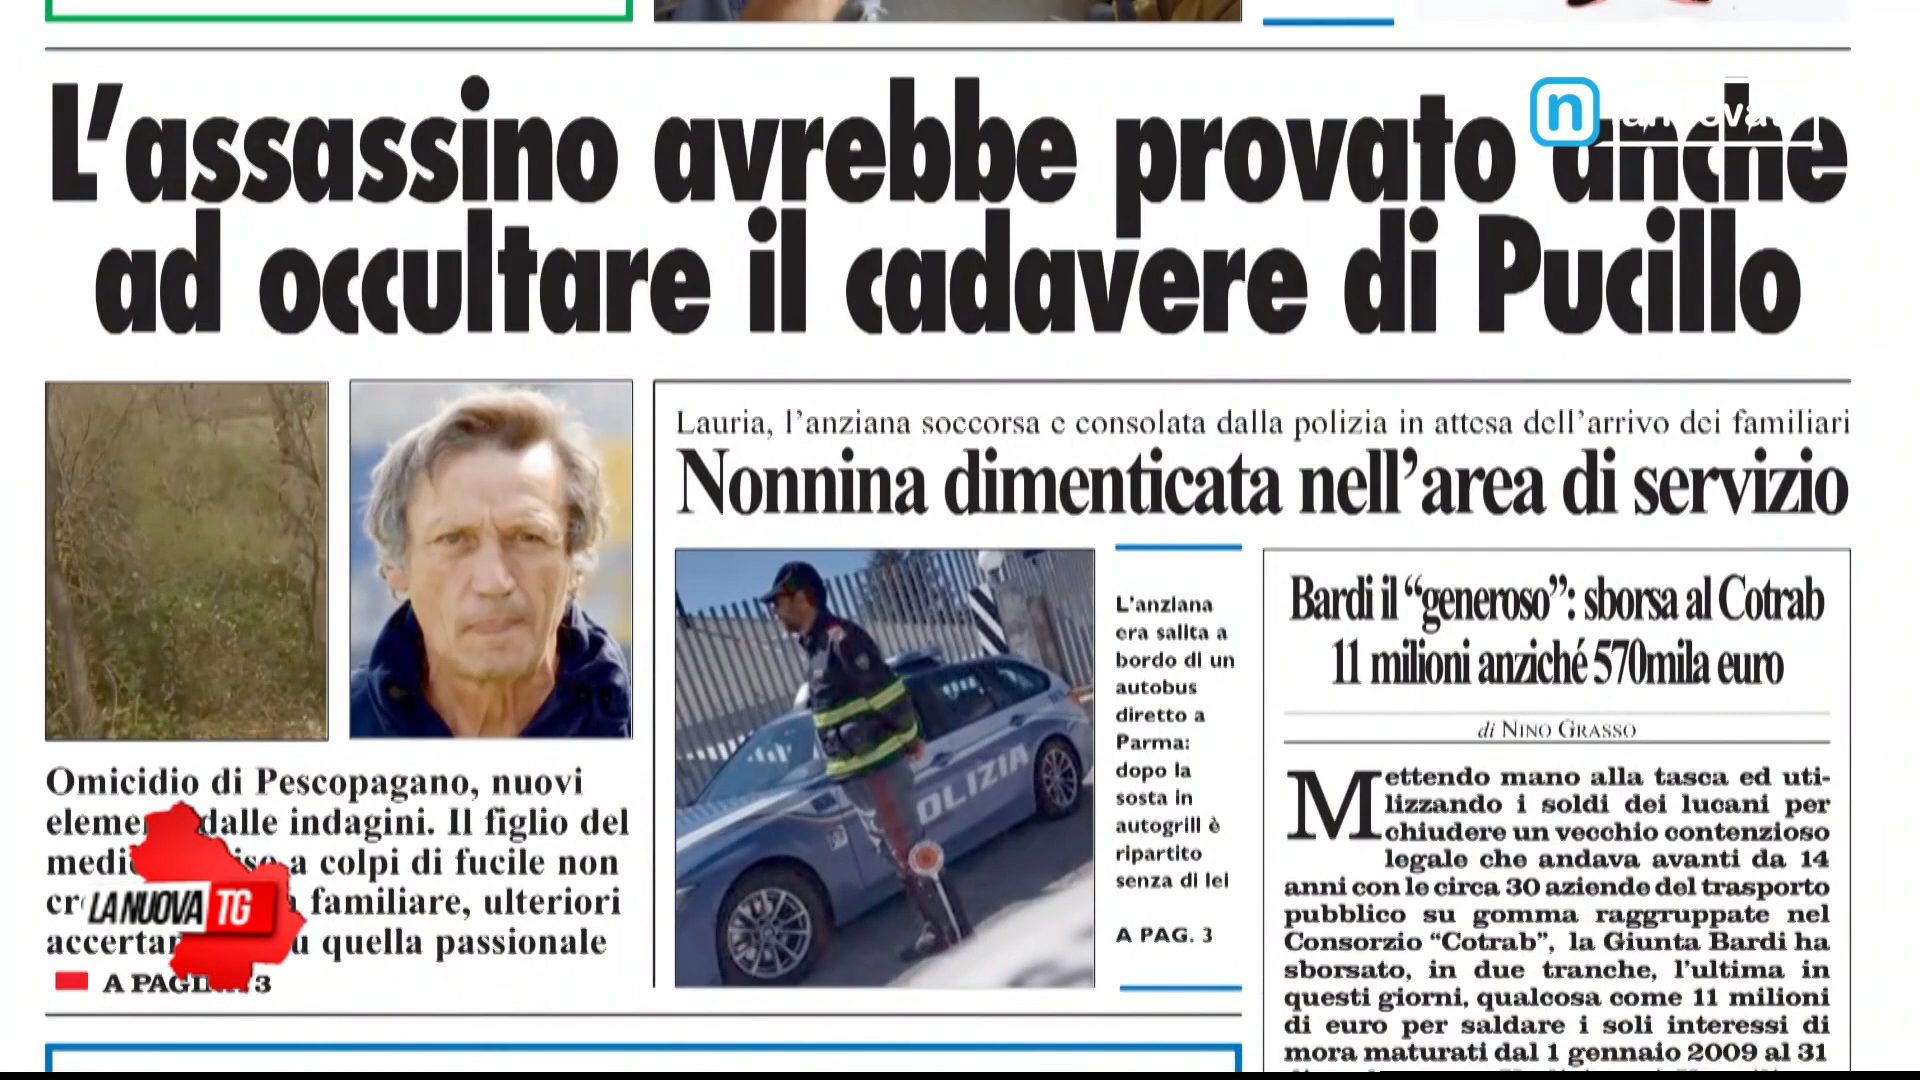 L'assassino avrebbe provato anche
ad occultare il cadavere di Pucillo
Lauria, l'anziana soccorsa e consolata dalla polizia in attesa dell'arrivo dei familiari
Nonnina dimenticata nell'area di servizio
Omicidio di Pescopagano, nuovi
dalle indagini. Il figlio del
a colpi di fucile non
familiare, ulteriori
quella passionale
A PAG 3
LA NUOVA TG
POLIZIA
L'anziana
era salita a
bordo di un
autobus
diretto a
Parma:
dopo la
sosta in
autogrill è
ripartito
senza di lei
A PAG. 3
Bardi il “generoso”: sborsa al Cotrab
11 milioni anziché 570mila euro
di NINO GRASSO
Mettendo mano alla tasca ed uti-
lizzando i soldi dei lucani per
chiudere un vecchio contenzioso
legale che andava avanti da 14
anni con le circa 30 aziende del trasporto
pubblico su gomma raggruppate nel
Consorzio “Cotrab”, la Giunta Bardi ha
sborsato, in due tranche, l'ultima in
questi giorni, qualcosa come 11 milioni
di euro per saldare i soli interessi di
mora maturati dal 1 gennaio 2009 al 31